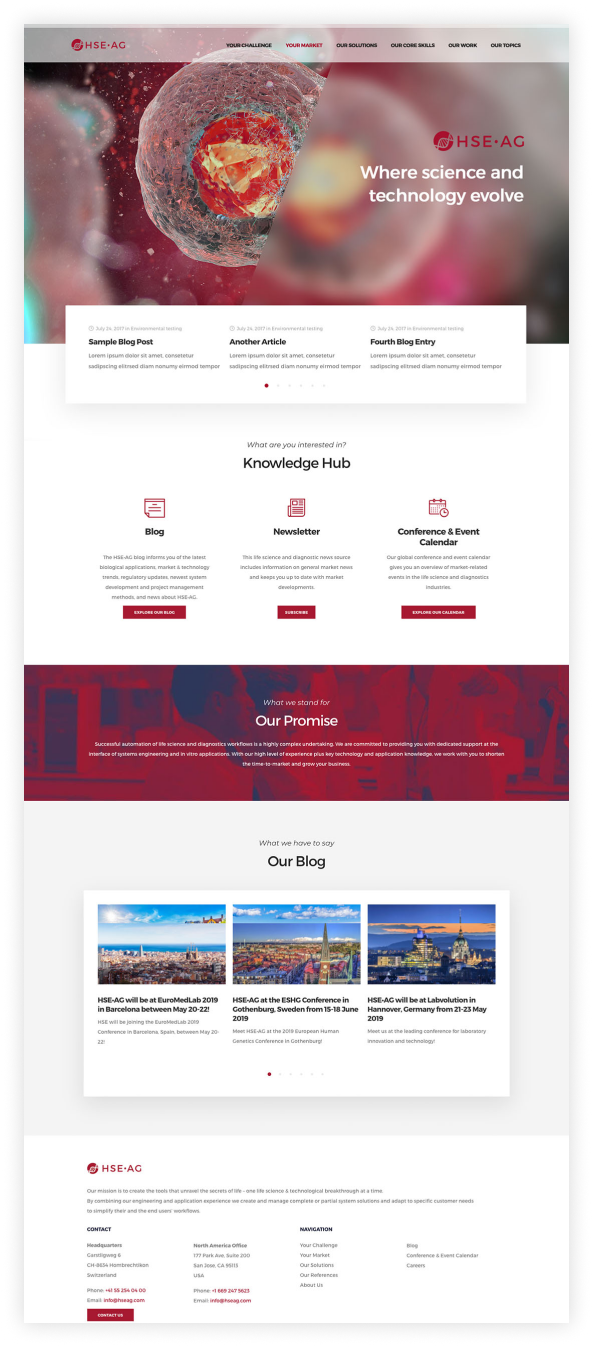 HSE•AG
YOUR CHALLENGE YOUR MARKET OUR SOLUTIONS OUR CORE SKILLS OUR WORK OUR TOPICS
HSE•AG
Where science and
technology evolve
July 24, 2017 in Environmental testing
Sample Blog Post
Lorem ipsum dolor sit amet, consetetur
sadipscing elitrsed diam nonumy eirmod tempor
July 24, 2017 in Environmental testing
Another Article
Lorem ipsum dolor sit amet, consetetur
sadipscing elitrsed diam nonumy eirmod tempor
July 24, 2017 in Environmental testing
Fourth Blog Entry
Lorem ipsum dolor sit amet, consetetur
sadipscing elitrsed diam nonumy eirmod tempor
What are you interested in?
Knowledge Hub
Blog
The HSE-AG blog informs you of the latest
biological applications, market & technology
trends, regulatory updates, newest system
development and project management
methods, and news about HSE-AG.
EXPLORE OUR BLOG
Newsletter
This life science and diagnostic news source
includes information on general market news
and keeps you up to date with market
developments.
SUBSCRIBE
Conference & Event
Calendar
Our global conference and event calendar
gives you an overview of market-related
events in the life science and diagnostics
industries.
EXPLORE OUR CALENDAR
What we stand for
Our Promise
Successful automation of life science and diagnostics workflows is a highly complex undertaking. We are committed to providing you with dedicated support at the
interface of systems engineering and in vitro applications. With our high level of experience plus key technology and application knowledge, we work with you to shorten
the time-to-market and grow your business.
What we have to say
Our Blog
HSE•AG will be at EuroMedLab 2019
in Barcelona between May 20-22!
HSE will be joining the EuroMedLab 2019
Conference in Barcelona, Spain, between May 20-
22!
HSE•AG at the ESHG Conference in
Gothenburg, Sweden from 15-18 June
2019
Meet HSE-AG at the 2019 European Human
Genetics Conference in Gothenburg!
HSE•AG will be at Labvolution in
Hannover, Germany from 21-23 May
2019
Meet us at the leading conference for laboratory
innovation and technology!
HSE•AG
Our mission is to create the tools that unravel the secrets of life - one life science & technological breakthrough at a time.
By combining our engineering and application experience we create and manage complete or partial system solutions and adapt to specific customer needs
to simplify their and the end-users' workflows.
CONTACT
Headquarters
Garstligweg 6
CH-8634 Hombrechtikon
Switzerland
Phone: +41 55 254 04 00
Email: info@hseag.com
CONTACT US
North America Office
177 Park Ave, Suite 200
San Jose, CA 95113
USA
Phone: +1 669 247 5623
Email: info@hseag.com
NAVIGATION
Your Challenge
Your Market
Our Solutions
Our References
About Us
Blog
Conference & Event Calendar
Careers